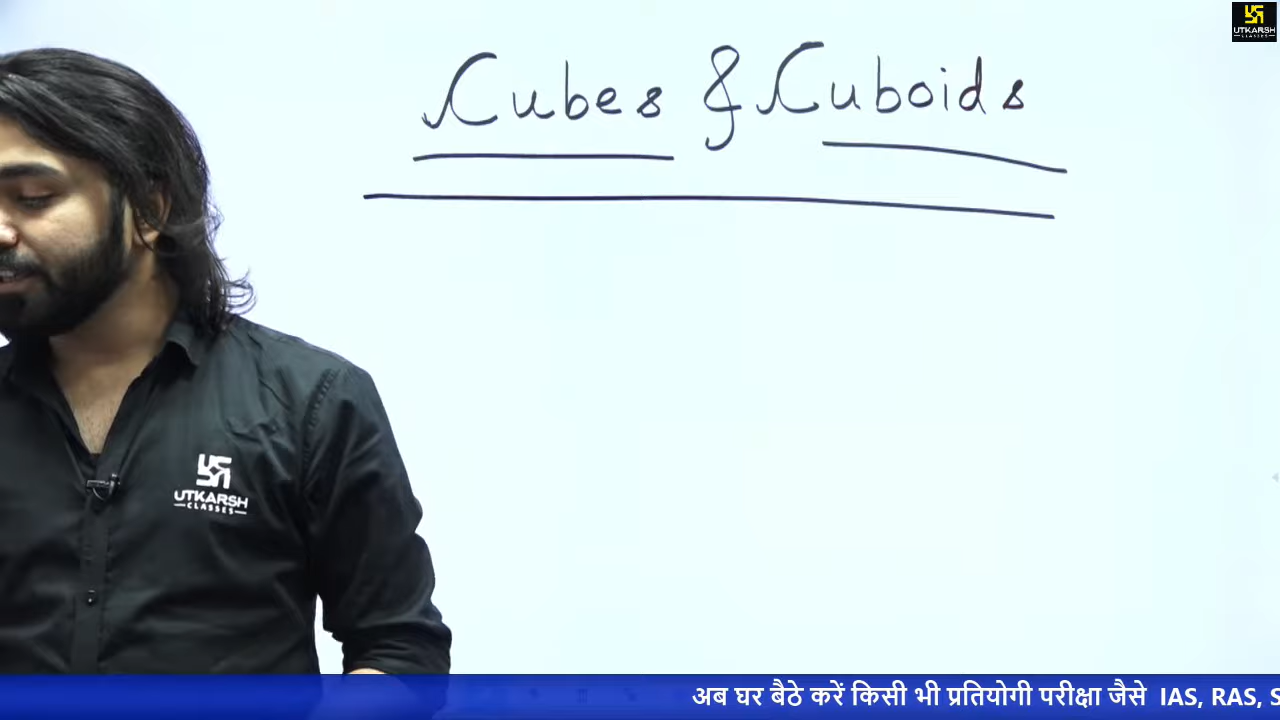 UTKARSH
CLASSES
Cubes & Cuboids
UTKARSH
CLASSES
अब घर बैठे करें किसी भी प्रतियोगी परीक्षा जैसे IAS, RAS, S